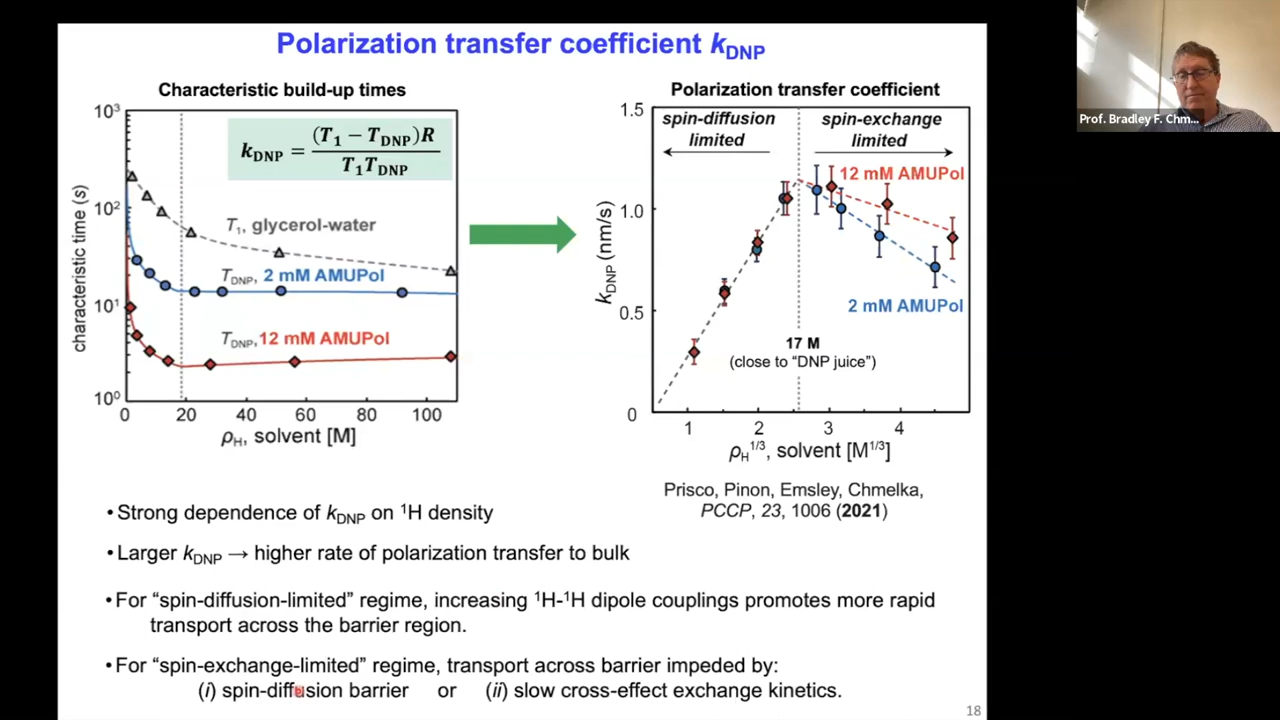 Polarization transfer coefficient kDNP
Prof. Bradley F. Chm...
Characteristic build-up times
10³
10²
10¹
10⁰
characteristic time (s)
kDNP = (T₁ − TDNP)R / T₁TDNP
T₁, glycerol-water
TDNP, 2 mM AMUPol
TDNP, 12 mM AMUPol
0 20 40 60 80 100
ρH, solvent [M]
Polarization transfer coefficient
1.5
1.0
0.5
0
kDNP (nm/s)
spin-diffusion
limited
spin-exchange
limited
12 mM AMUPol
2 mM AMUPol
17 M
(close to “DNP juice”)
1 2 3 4
ρH^1/3, solvent [M^1/3]
Prisco, Pinon, Emsley, Chmelka,
PCCP, 23, 1006 (2021)
•Strong dependence of kDNP on ¹H density
•Larger kDNP → higher rate of polarization transfer to bulk
•For “spin-diffusion-limited” regime, increasing ¹H-¹H dipole couplings promotes more rapid
transport across the barrier region.
•For “spin-exchange-limited” regime, transport across barrier impeded by:
(i) spin-diffusion barrier or (ii) slow cross-effect exchange kinetics.
18